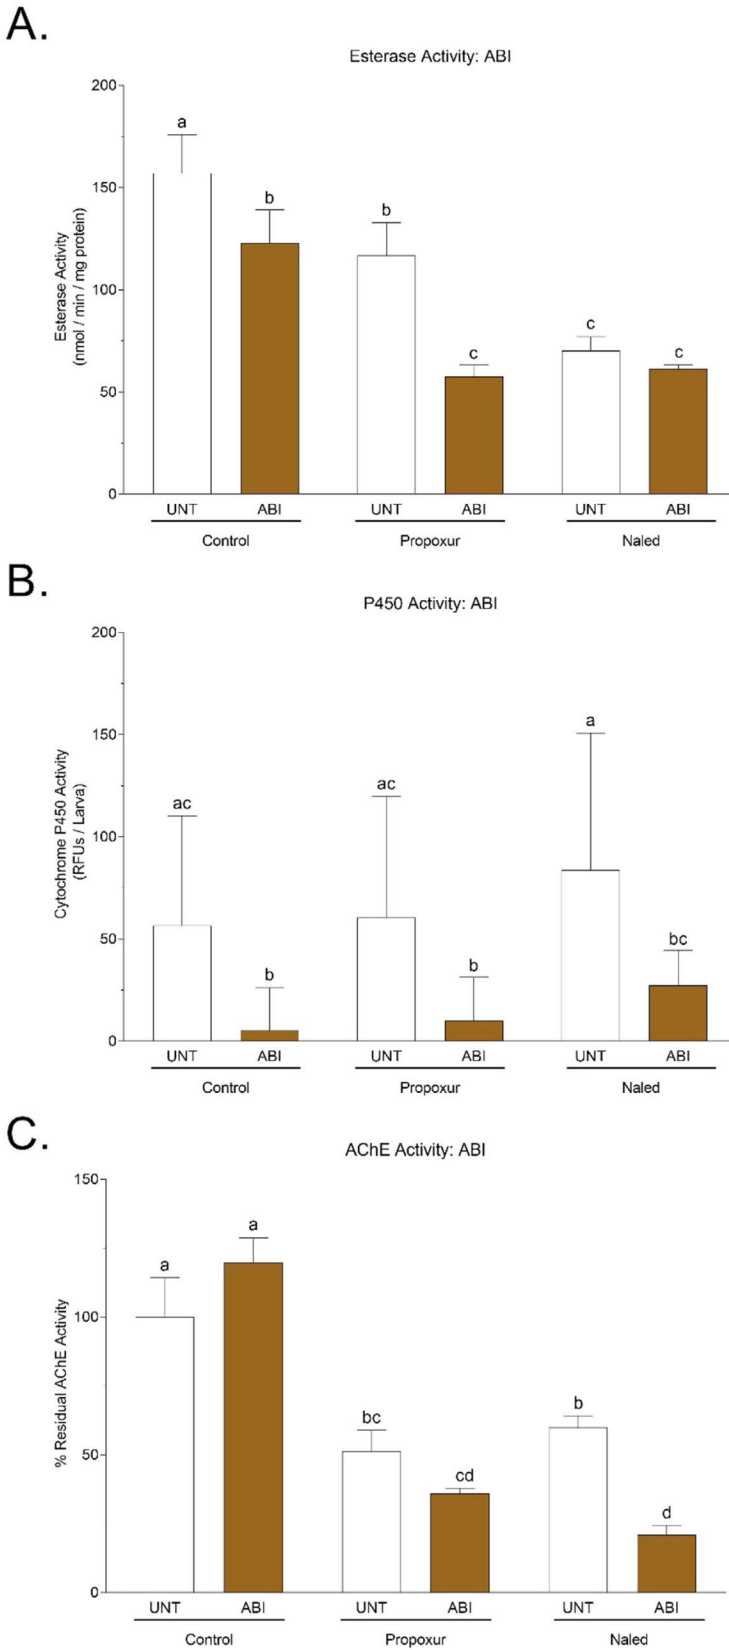 A.
Esterase Activity: ABI
Esterase Activity
(nmol / min / mg protein)
200
150
100
50
0
a
b
b
c
c
c
UNT ABI UNT ABI UNT ABI
Control Propoxur Naled
B.
P450 Activity: ABI
Cytochrome P450 Activity
(RFUs / Larva)
200
150
100
50
0
ac
b
ac
b
a
bc
UNT ABI UNT ABI UNT ABI
Control Propoxur Naled
C.
AChE Activity: ABI
% Residual AChE Activity
150
100
50
0
a
a
bc
cd
b
d
UNT ABI UNT ABI UNT ABI
Control Propoxur Naled